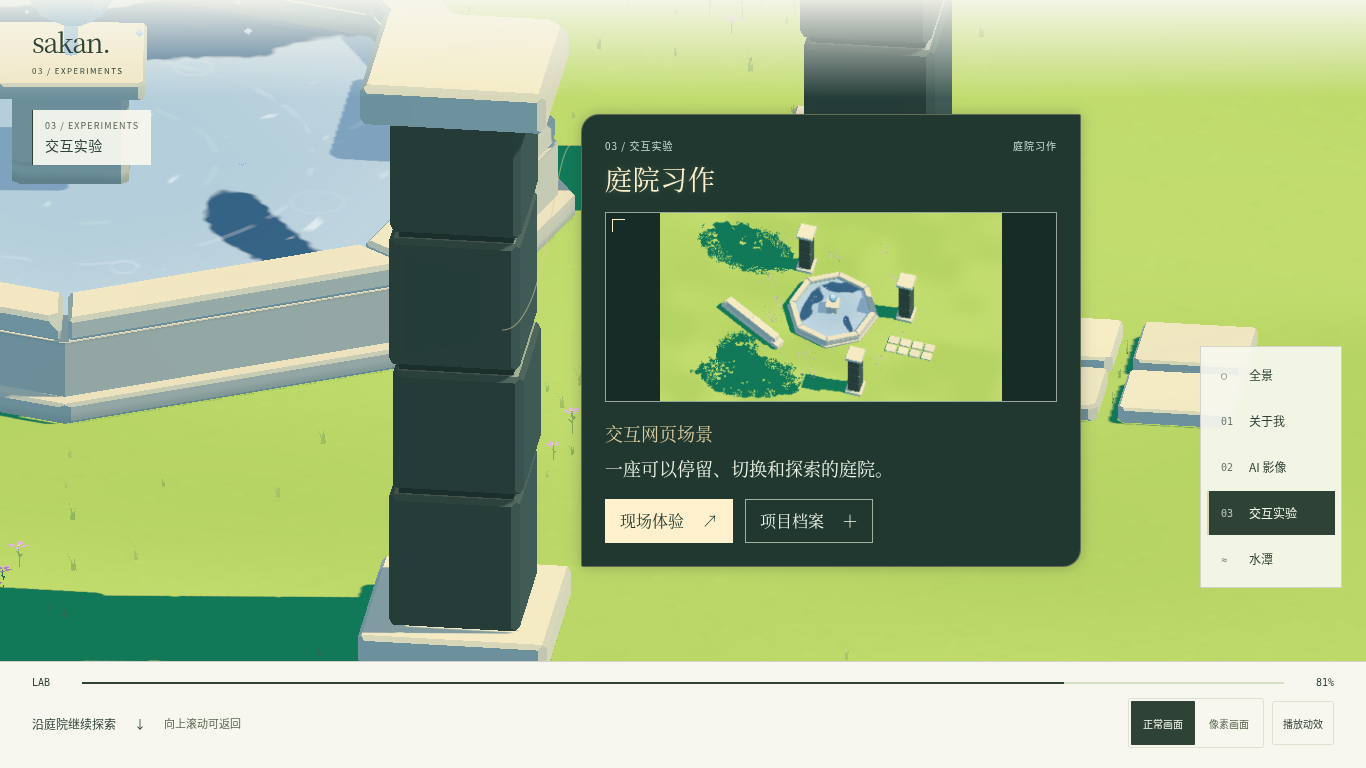 sakan.
03 / EXPERIMENTS
03 / EXPERIMENTS
交互实验
03 / 交互实验
庭院习作
庭院习作
交互网页场景
一座可以停留、切换和探索的庭院。
现场体验 ↗
项目档案 +
○ 全景
01 关于我
02 AI 影像
03 交互实验
≈ 水潭
LAB
81%
沿庭院继续探索 ↓ 向上滚动可返回
正常画面
像素画面
播放动效